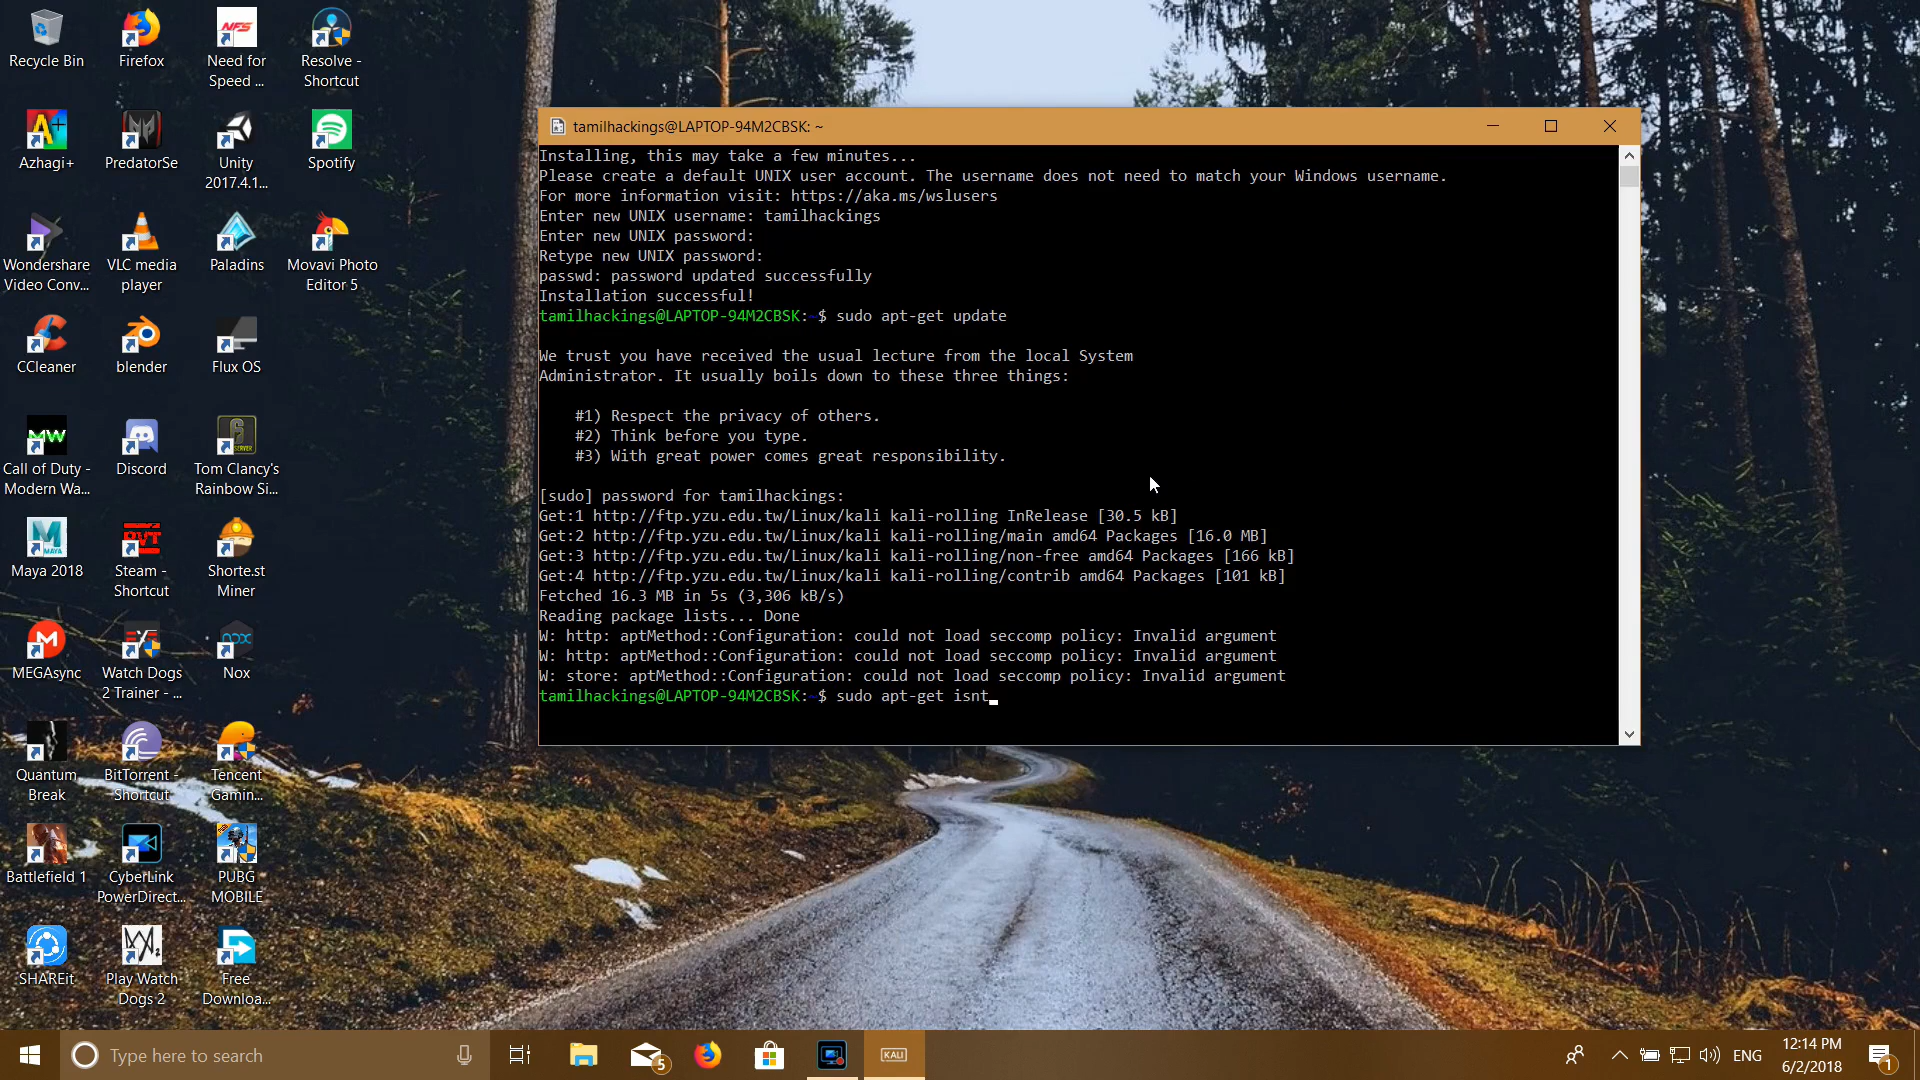 Recycle Bin
Firefox
Need for
Speed ...
Resolve -
Shortcut
Azhagi+
PredatorSe
Unity
2017.4.1...
Spotify
Wondershare
Video Conv...
VLC media
player
Paladins
Movavi Photo
Editor 5
CCleaner
blender
Flux OS
Call of Duty -
Modern Wa...
Discord
Tom Clancy's
Rainbow Si...
Maya 2018
Steam -
Shortcut
Shorte.st
Miner
MEGAsync
Watch Dogs
2 Trainer - ...
Nox
Quantum
Break
BitTorrent -
Shortcut
Tencent
Gamin...
Battlefield 1
CyberLink
PowerDirect...
PUBG
MOBILE
SHAREit
Play Watch
Dogs 2
Free
Downloa...
tamilhackings@LAPTOP-94M2CBSK: ~
Installing, this may take a few minutes...
Please create a default UNIX user account. The username does not need to match your Windows username.
For more information visit: https://aka.ms/wslusers
Enter new UNIX username: tamilhackings
Enter new UNIX password:
Retype new UNIX password:
passwd: password updated successfully
Installation successful!
tamilhackings@LAPTOP-94M2CBSK:~$ sudo apt-get update
We trust you have received the usual lecture from the local System
Administrator. It usually boils down to these three things:
#1) Respect the privacy of others.
#2) Think before you type.
#3) With great power comes great responsibility.
[sudo] password for tamilhackings:
Get:1 http://ftp.yzu.edu.tw/Linux/kali kali-rolling InRelease [30.5 kB]
Get:2 http://ftp.yzu.edu.tw/Linux/kali kali-rolling/main amd64 Packages [16.0 MB]
Get:3 http://ftp.yzu.edu.tw/Linux/kali kali-rolling/non-free amd64 Packages [166 kB]
Get:4 http://ftp.yzu.edu.tw/Linux/kali kali-rolling/contrib amd64 Packages [101 kB]
Fetched 16.3 MB in 5s (3,306 kB/s)
Reading package lists... Done
W: http: aptMethod::Configuration: could not load seccomp policy: Invalid argument
W: http: aptMethod::Configuration: could not load seccomp policy: Invalid argument
W: store: aptMethod::Configuration: could not load seccomp policy: Invalid argument
tamilhackings@LAPTOP-94M2CBSK:~$ sudo apt-get isnt_
Type here to search
5
KALI
ENG
12:14 PM
6/2/2018
1